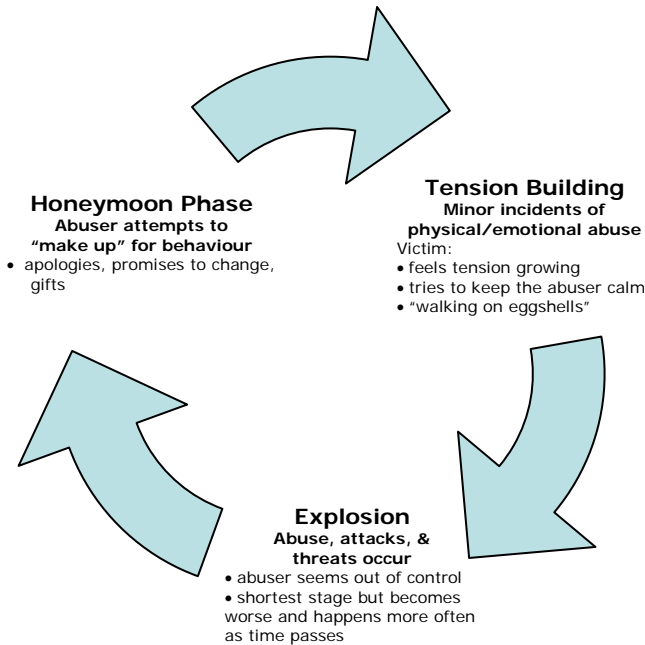 Honeymoon Phase
Abuser attempts to
“make up” for behaviour
• apologies, promises to change,
gifts
Tension Building
Minor incidents of
physical/emotional abuse
Victim:
• feels tension growing
• tries to keep the abuser calm
• “walking on eggshells”
Explosion
Abuse, attacks, &
threats occur
• abuser seems out of control
• shortest stage but becomes
worse and happens more often
as time passes